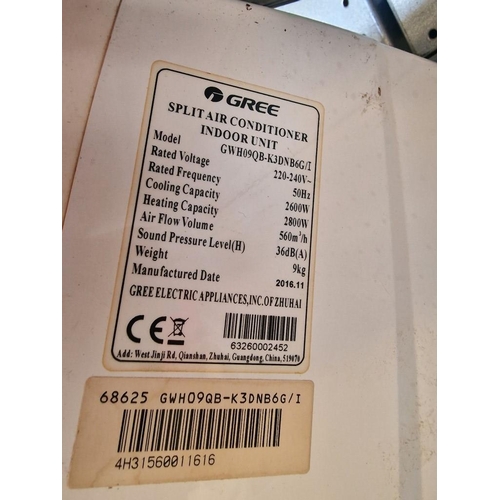 GREE
SPLIT AIR CONDITIONER
INDOOR UNIT
Model GWH09QB-K3DNB6G/I
Rated Voltage 220-240V~
Rated Frequency 50Hz
Cooling Capacity 2600W
Heating Capacity 2800W
Air Flow Volume 560m³/h
Sound Pressure Level(H) 36dB(A)
Weight 9kg
Manufactured Date 2016.11
GREE ELECTRIC APPLIANCES,INC.OF ZHUHAI
CE
63260002452
Add: West Jinji Rd, Qianshan, Zhuhai, Guangdong, China, 519070
68625 GWH09QB-K3DNB6G/I
4H31560011616